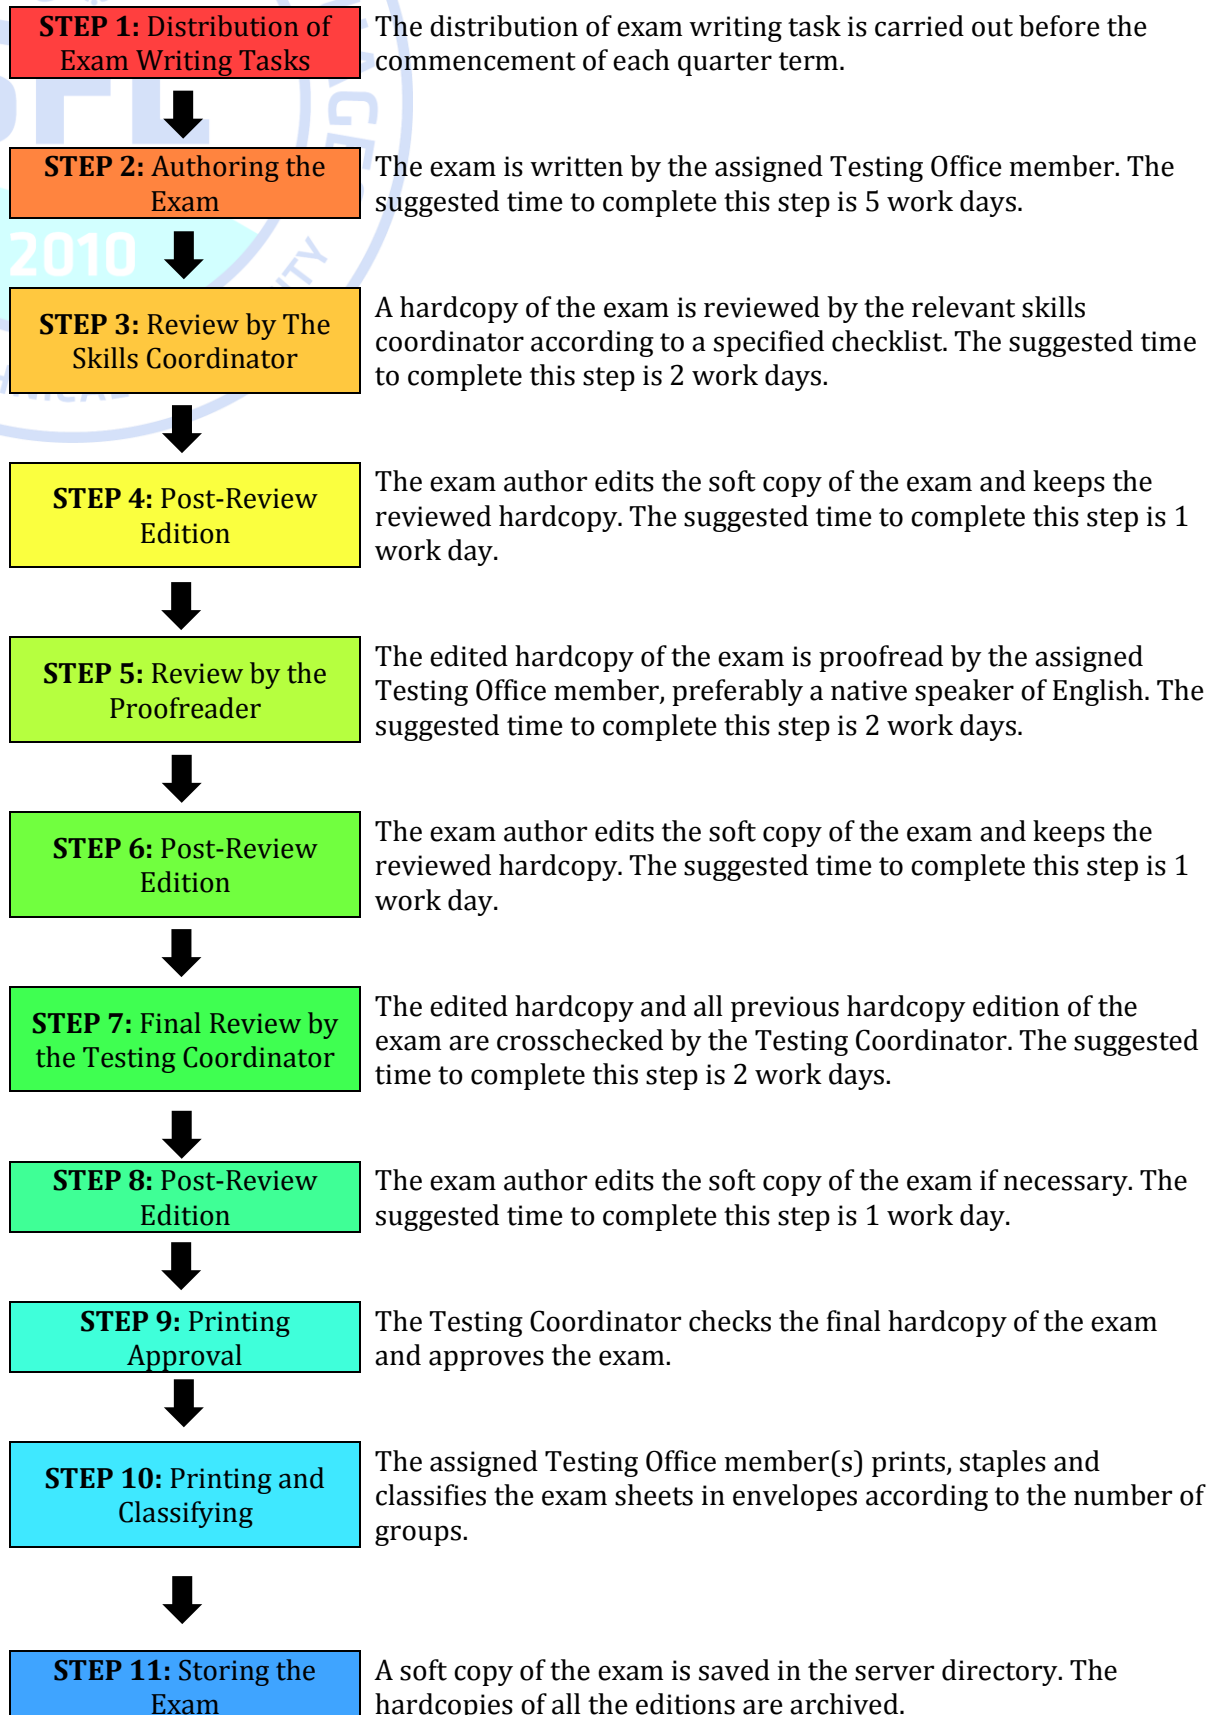 STEP 1: Distribution of
Exam Writing Tasks
The distribution of exam writing task is carried out before the
commencement of each quarter term.
STEP 2: Authoring the
Exam
The exam is written by the assigned Testing Office member. The
suggested time to complete this step is 5 work days.
2010
STEP 3: Review by The
Skills Coordinator
A hardcopy of the exam is reviewed by the relevant skills
coordinator according to a specified checklist. The suggested time
to complete this step is 2 work days.
STEP 4: Post-Review
Edition
The exam author edits the soft copy of the exam and keeps the
reviewed hardcopy. The suggested time to complete this step is 1
work day.
STEP 5: Review by the
Proofreader
The edited hardcopy of the exam is proofread by the assigned
Testing Office member, preferably a native speaker of English. The
suggested time to complete this step is 2 work days.
STEP 6: Post-Review
Edition
The exam author edits the soft copy of the exam and keeps the
reviewed hardcopy. The suggested time to complete this step is 1
work day.
STEP 7: Final Review by
the Testing Coordinator
The edited hardcopy and all previous hardcopy edition of the
exam are crosschecked by the Testing Coordinator. The suggested
time to complete this step is 2 work days.
STEP 8: Post-Review
Edition
The exam author edits the soft copy of the exam if necessary. The
suggested time to complete this step is 1 work day.
STEP 9: Printing
Approval
The Testing Coordinator checks the final hardcopy of the exam
and approves the exam.
STEP 10: Printing and
Classifying
The assigned Testing Office member(s) prints, staples and
classifies the exam sheets in envelopes according to the number of
groups.
STEP 11: Storing the
Exam
A soft copy of the exam is saved in the server directory. The
hardcopies of all the editions are archived.